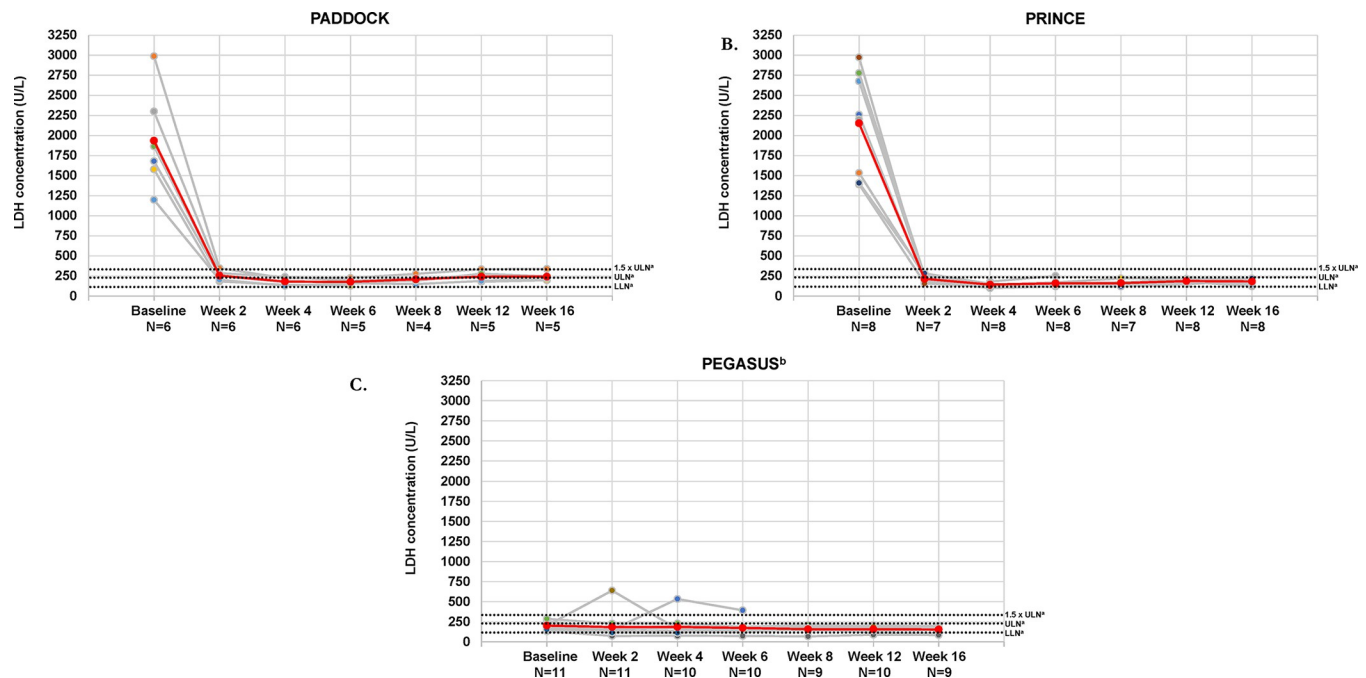 PADDOCK
3250
3000
2750
2500
2250
2000
1750
1500
1250
1000
750
500
250
0
LDH concentration (U/L)
1.5 x ULNᵃ
ULNᵃ
LLNᵃ
Baseline Week 2 Week 4 Week 6 Week 8 Week 12 Week 16
N=6 N=6 N=6 N=5 N=4 N=5 N=5
B.
PRINCE
3250
3000
2750
2500
2250
2000
1750
1500
1250
1000
750
500
250
0
LDH concentration (U/L)
1.5 x ULNᵃ
ULNᵃ
LLNᵃ
Baseline Week 2 Week 4 Week 6 Week 8 Week 12 Week 16
N=8 N=7 N=8 N=8 N=7 N=8 N=8
C.
PEGASUSᵇ
3250
3000
2750
2500
2250
2000
1750
1500
1250
1000
750
500
250
0
LDH concentration (U/L)
1.5 x ULNᵃ
ULNᵃ
LLNᵃ
Baseline Week 2 Week 4 Week 6 Week 8 Week 12 Week 16
N=11 N=11 N=10 N=10 N=9 N=10 N=9